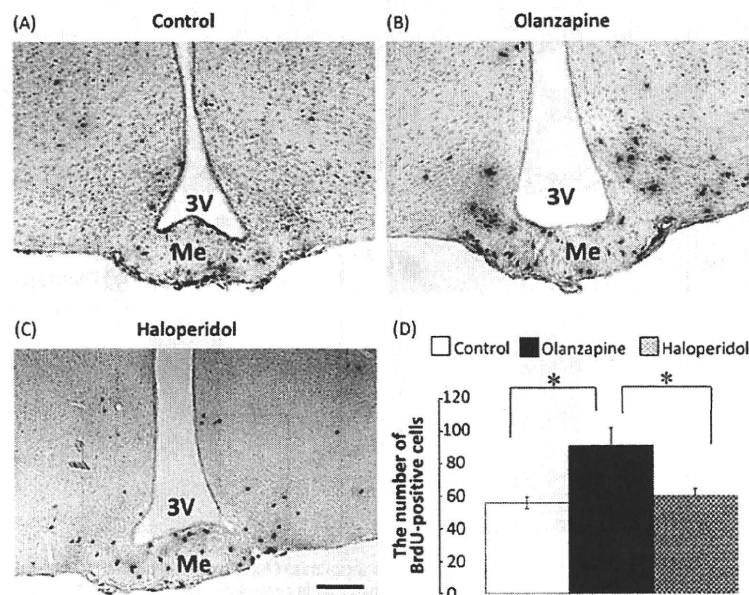 (A) Control
(B) Olanzapine
3V
Me
3V
Me
(C) Haloperidol
3V
Me
(D)
Control Olanzapine Haloperidol
* *
The number of
BrdU-positive cells
120
100
80
60
40
20
0